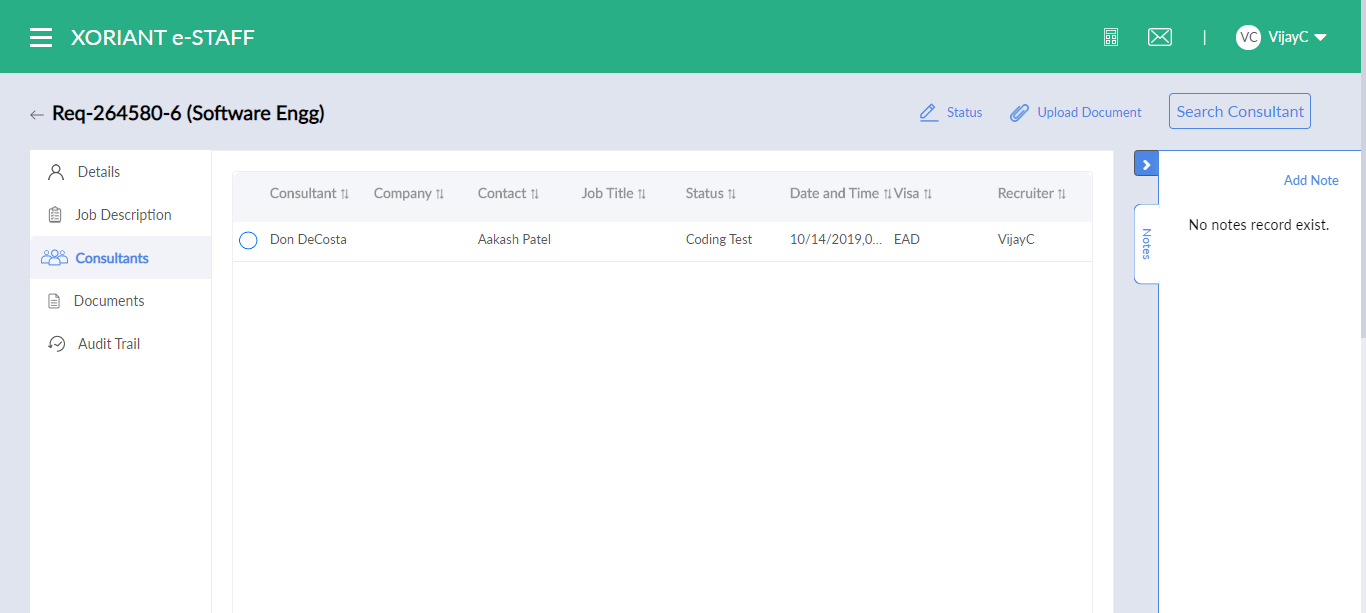 XORIANT e-STAFF
| VC VijayC
← Req-264580-6 (Software Engg)
Status Upload Document Search Consultant
Details
Job Description
Consultants
Documents
Audit Trail
Consultant Company Contact Job Title Status Date and Time Visa Recruiter
Don DeCosta Aakash Patel Coding Test 10/14/2019,0... EAD VijayC
Notes
Add Note
No notes record exist.